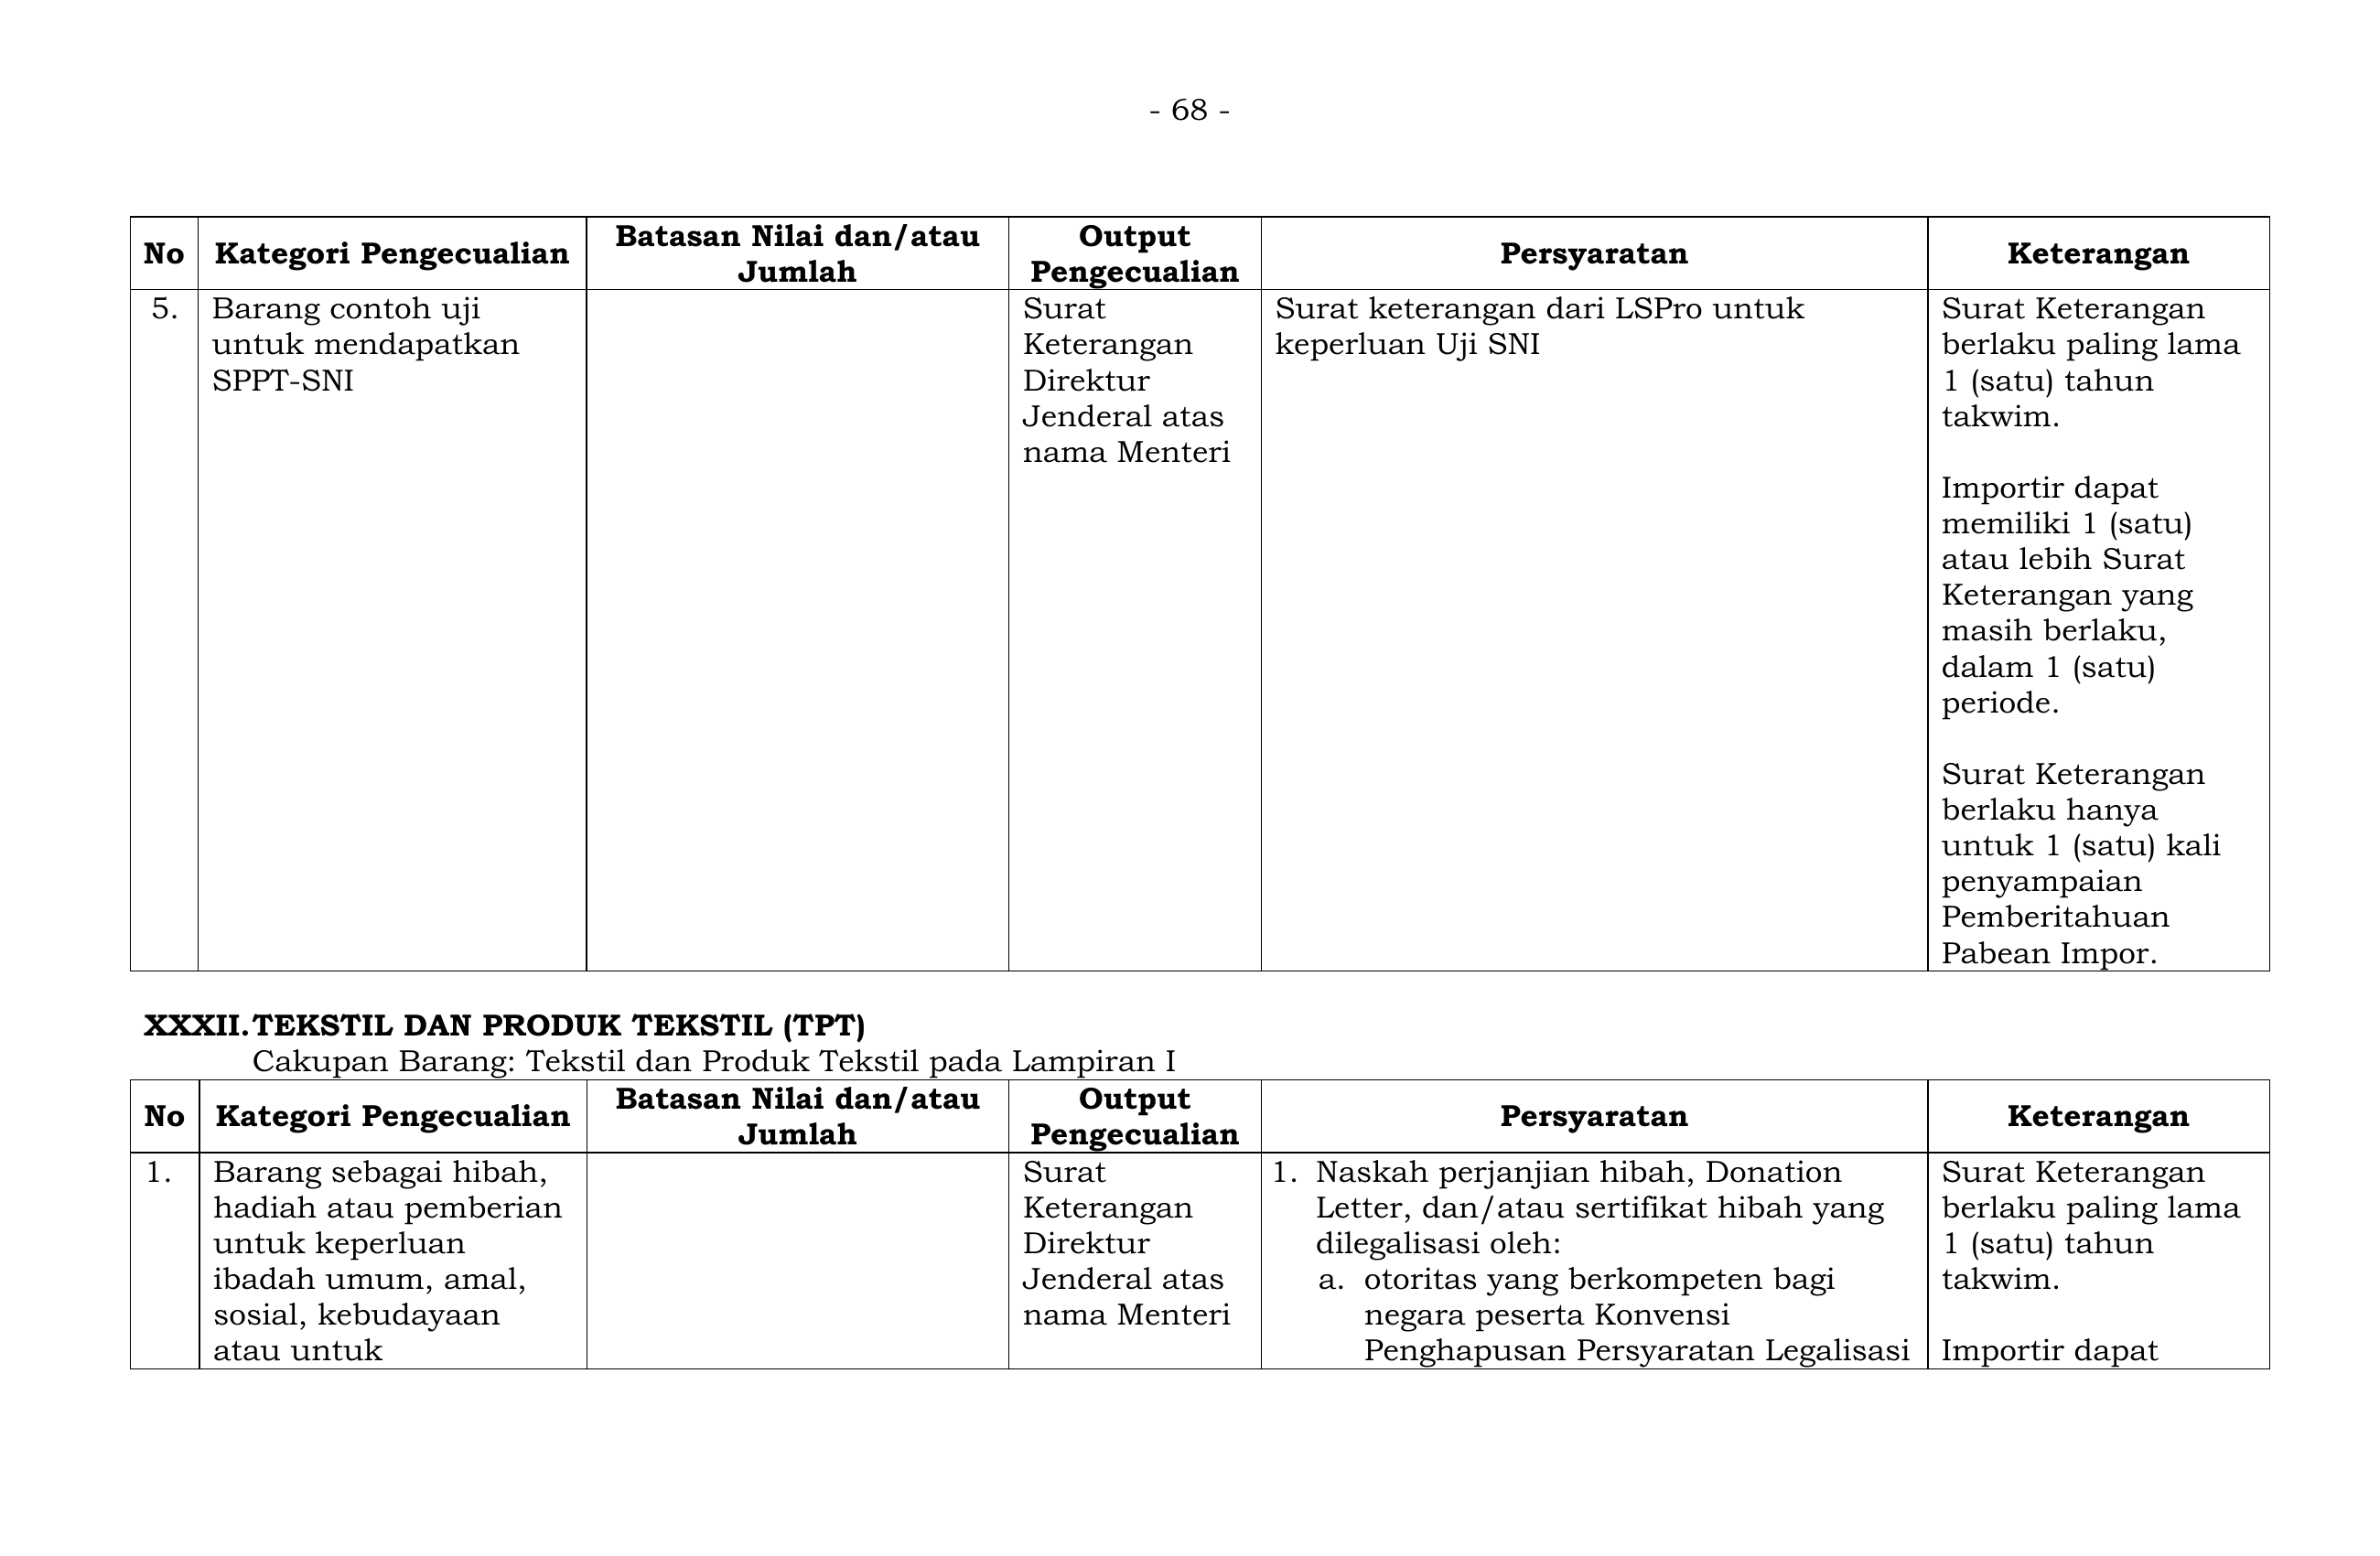 - 68 -
No
Kategori Pengecualian
Batasan Nilai dan/atau
Jumlah
Output
Pengecualian
Persyaratan
Keterangan
5.
Barang contoh uji
untuk mendapatkan
SPPT-SNI
Surat
Keterangan
Direktur
Jenderal atas
nama Menteri
Surat keterangan dari LSPro untuk
keperluan Uji SNI
Surat Keterangan
berlaku paling lama
1 (satu) tahun
takwim.
Importir dapat
memiliki 1 (satu)
atau lebih Surat
Keterangan yang
masih berlaku,
dalam 1 (satu)
periode.
Surat Keterangan
berlaku hanya
untuk 1 (satu) kali
penyampaian
Pemberitahuan
Pabean Impor.
XXXII. TEKSTIL DAN PRODUK TEKSTIL (TPT)
Cakupan Barang: Tekstil dan Produk Tekstil pada Lampiran I
No
Kategori Pengecualian
Batasan Nilai dan/atau
Jumlah
Output
Pengecualian
Persyaratan
Keterangan
1.
Barang sebagai hibah,
hadiah atau pemberian
untuk keperluan
ibadah umum, amal,
sosial, kebudayaan
atau untuk
Surat
Keterangan
Direktur
Jenderal atas
nama Menteri
1. Naskah perjanjian hibah, Donation
Letter, dan/atau sertifikat hibah yang
dilegalisasi oleh:
a. otoritas yang berkompeten bagi
negara peserta Konvensi
Penghapusan Persyaratan Legalisasi
Surat Keterangan
berlaku paling lama
1 (satu) tahun
takwim.
Importir dapat